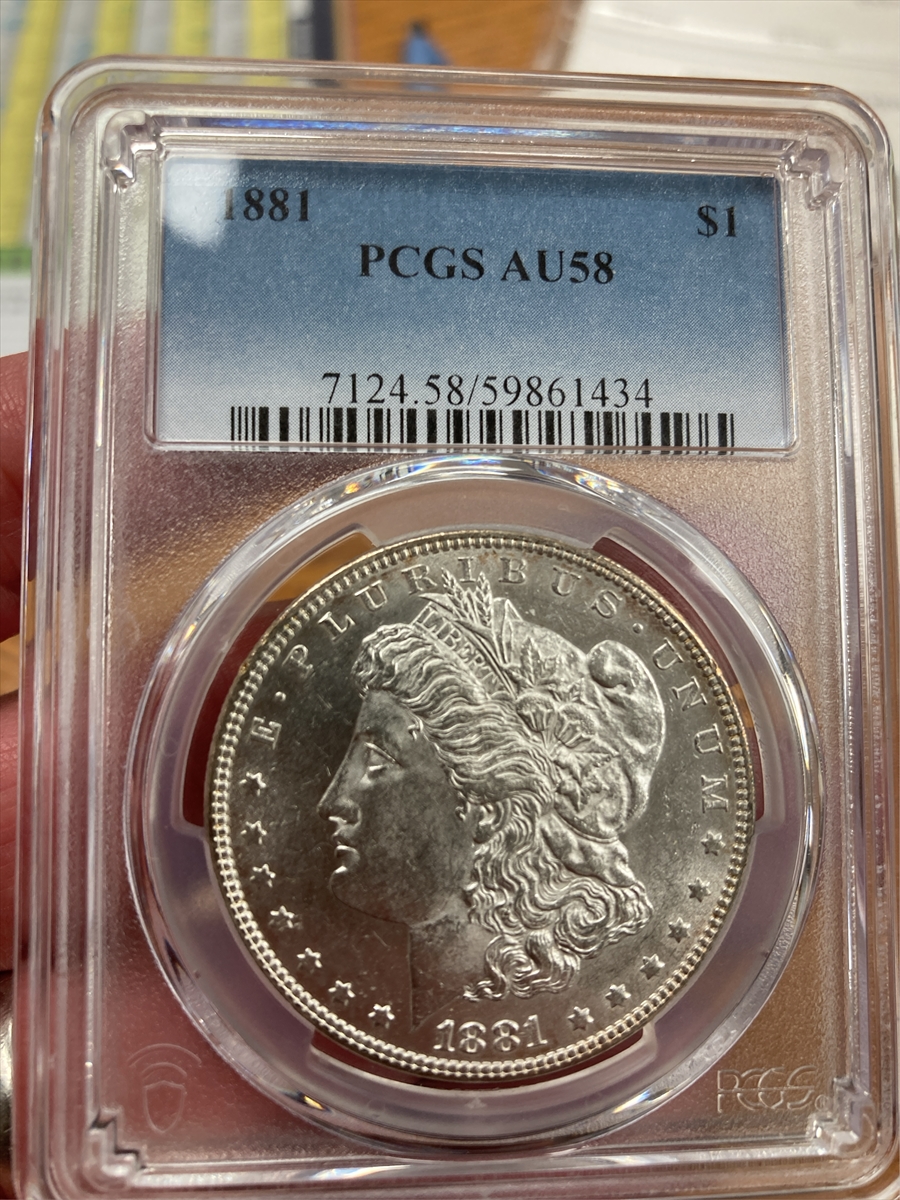 1881 $1
PCGS AU58
7124.58/59861434
E · PLURIBUS · UNUM
LIBERTY
1881
PCGS